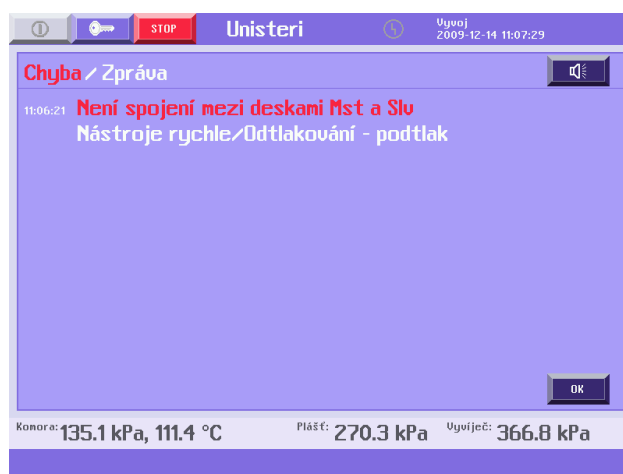 STOP
Unisteri
Vyvoj
2009-12-14 11:07:29
Chyba / Zpráva
11:06:21 Není spojení mezi deskami Mst a Slv
Nástroje rychle/Odtlakování - podtlak
OK
Komora: 135.1 kPa, 111.4 °C
Plášť: 270.3 kPa
Vyvíječ: 366.8 kPa